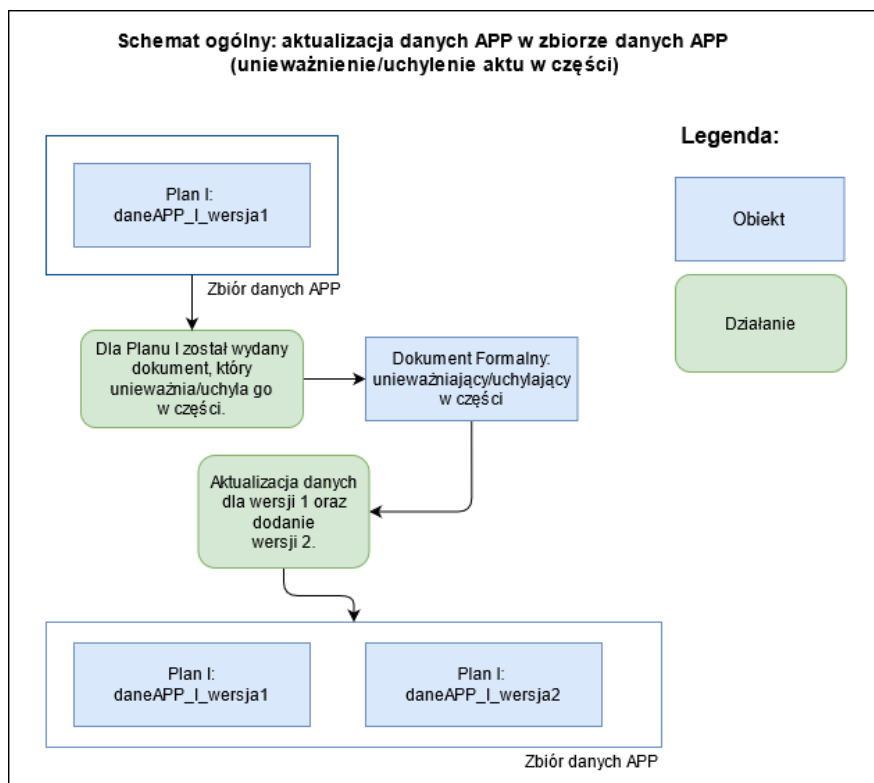 Schemat ogólny: aktualizacja danych APP w zbiorze danych APP
(unieważnienie/uchylenie aktu w części)
Legenda:
Plan I:
daneAPP_I_wersja1
Obiekt
Zbiór danych APP
Działanie
Dla Planu I został wydany
dokument, który
unieważnia/uchyla go
w części.
Dokument Formalny:
unieważniający/uchylający
w części
Aktualizacja danych
dla wersji 1 oraz
dodanie
wersji 2.
Plan I:
daneAPP_I_wersja1
Plan I:
daneAPP_I_wersja2
Zbiór danych APP